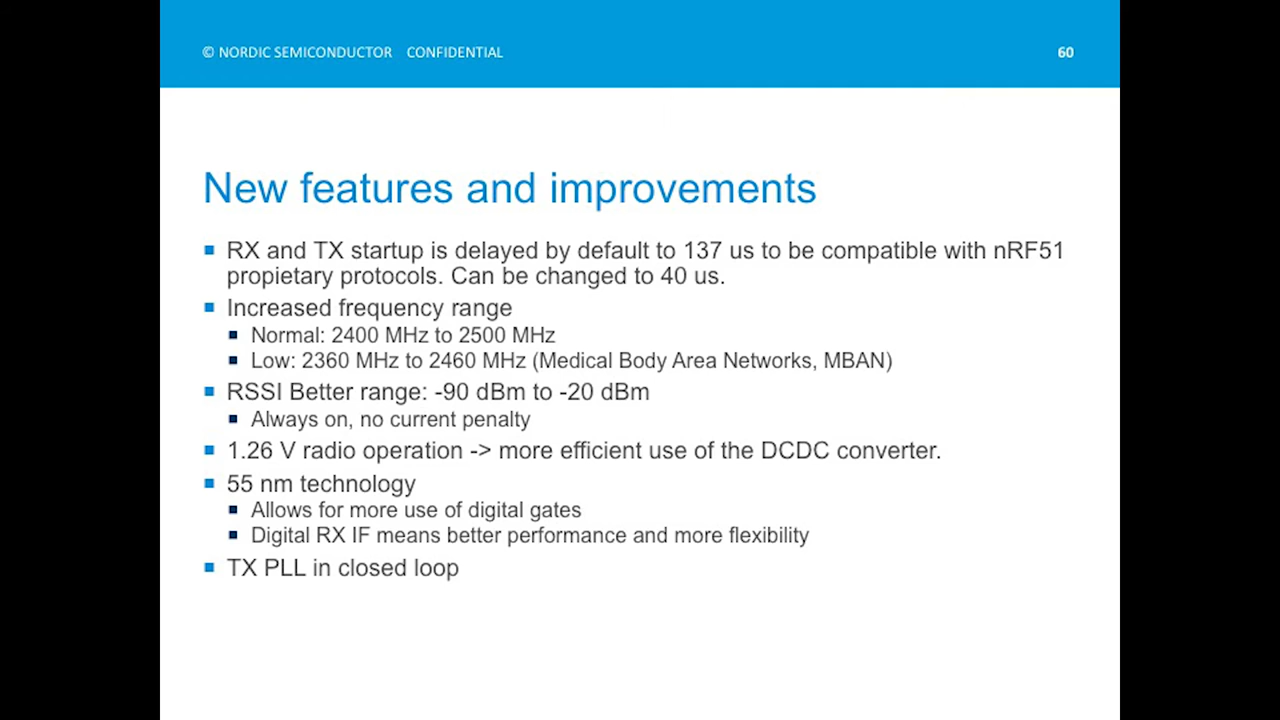 © NORDIC SEMICONDUCTOR CONFIDENTIAL 60
New features and improvements
RX and TX startup is delayed by default to 137 us to be compatible with nRF51
propietary protocols. Can be changed to 40 us.
Increased frequency range
Normal: 2400 MHz to 2500 MHz
Low: 2360 MHz to 2460 MHz (Medical Body Area Networks, MBAN)
RSSI Better range: -90 dBm to -20 dBm
Always on, no current penalty
1.26 V radio operation -> more efficient use of the DCDC converter.
55 nm technology
Allows for more use of digital gates
Digital RX IF means better performance and more flexibility
TX PLL in closed loop